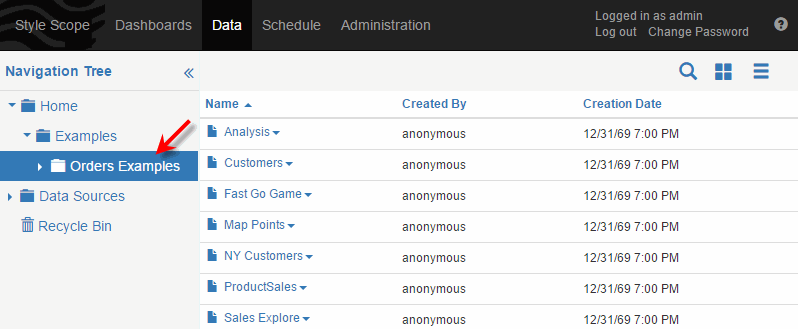 Style Scope Dashboards Data Schedule Administration
Logged in as admin
Log out Change Password
?
Navigation Tree
Home
Examples
Orders Examples
Data Sources
Recycle Bin
Name Created By Creation Date
Analysis anonymous 12/31/69 7:00 PM
Customers anonymous 12/31/69 7:00 PM
Fast Go Game anonymous 12/31/69 7:00 PM
Map Points anonymous 12/31/69 7:00 PM
NY Customers anonymous 12/31/69 7:00 PM
ProductSales anonymous 12/31/69 7:00 PM
Sales Explore anonymous 12/31/69 7:00 PM